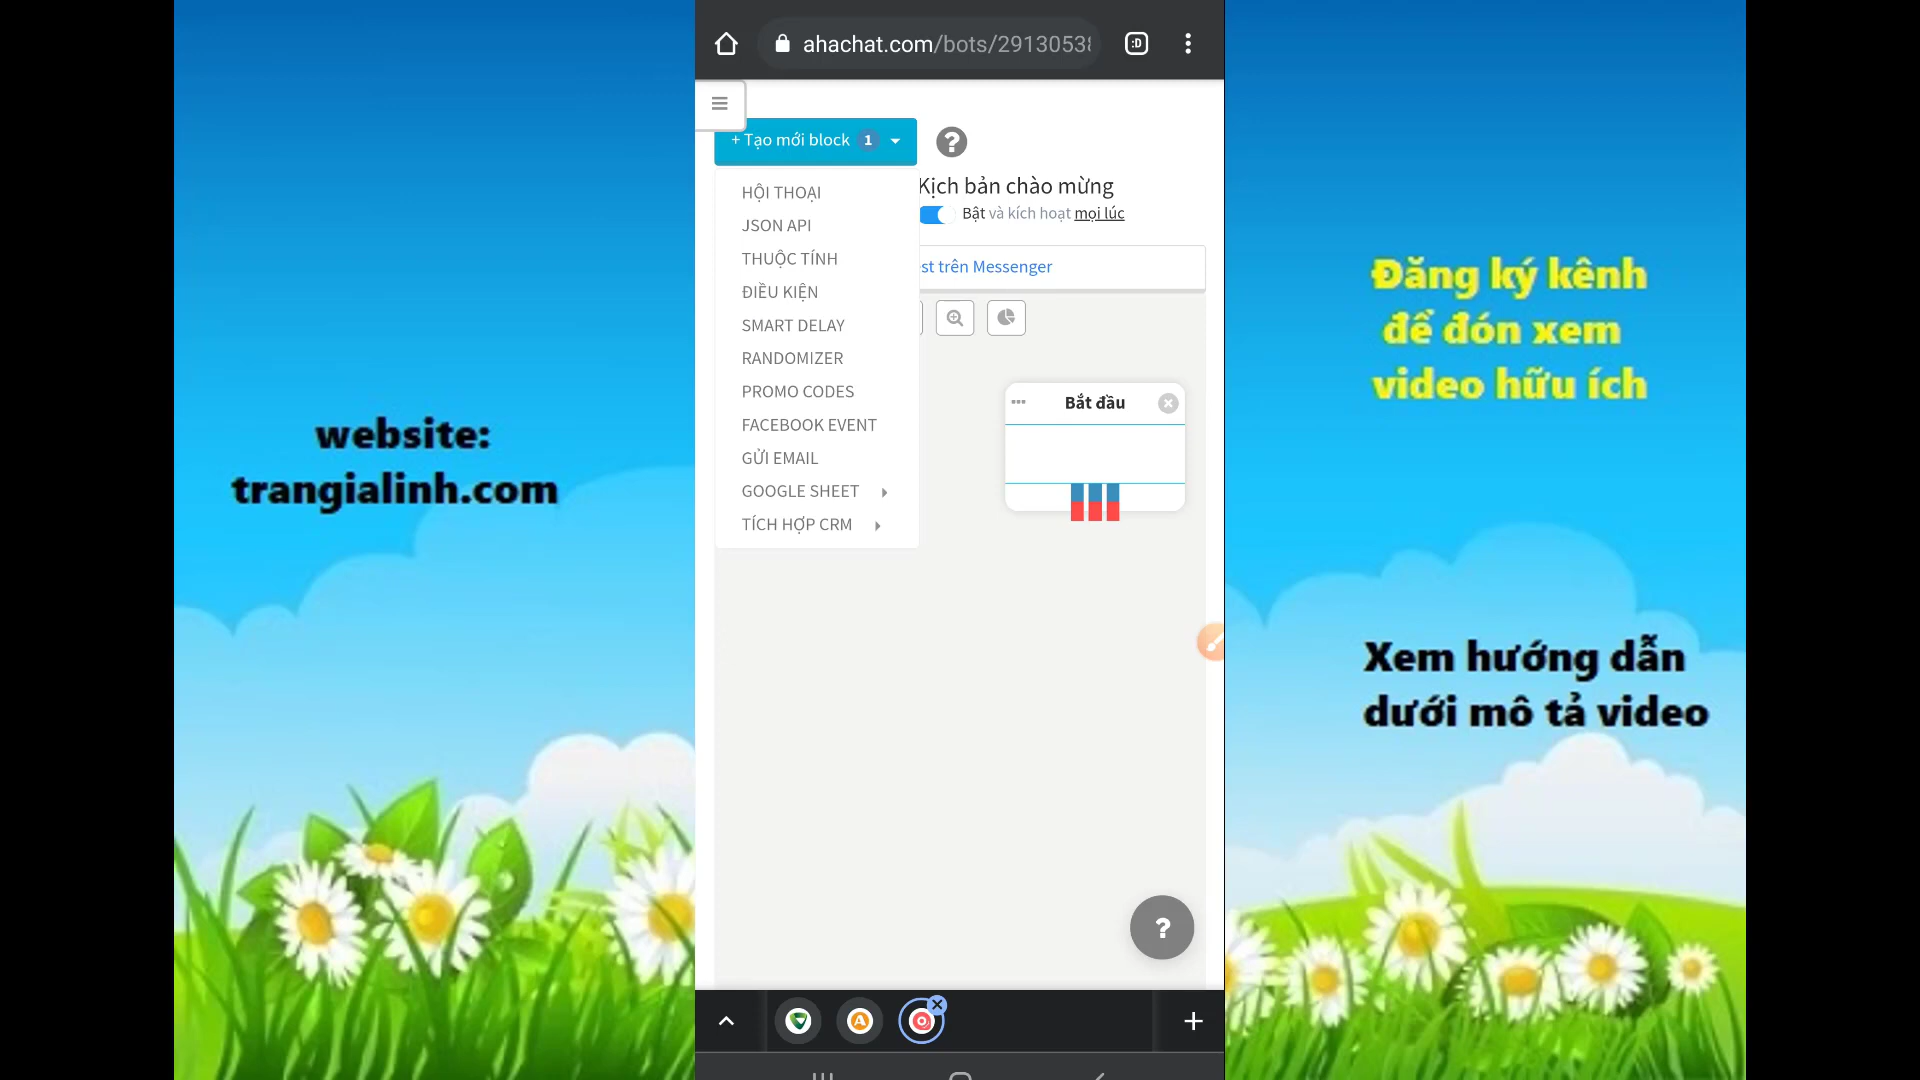 ahachat.com/bots/29130538
+ Tạo mới block 1
?
HỘI THOẠI
JSON API
THUỘC TÍNH
ĐIỀU KIỆN
SMART DELAY
RANDOMIZER
PROMO CODES
FACEBOOK EVENT
GỬI EMAIL
GOOGLE SHEET
TÍCH HỢP CRM
Kịch bản chào mừng
Bật và kích hoạt mọi lúc
st trên Messenger
Bắt đầu
?
website:
trangialinh.com
Đăng ký kênh
để đón xem
video hữu ích
Xem hướng dẫn
dưới mô tả video